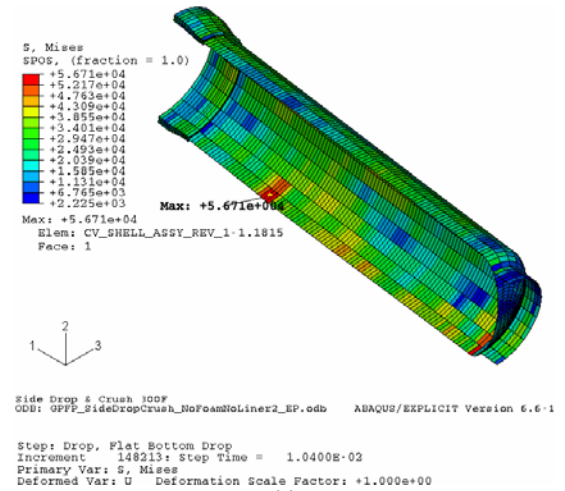 S, Mises
SPOS, (fraction = 1.0)
+5.671e+04
+5.217e+04
+4.763e+04
+4.309e+04
+3.855e+04
+3.401e+04
+2.947e+04
+2.493e+04
+2.039e+04
+1.585e+04
+1.131e+04
+6.765e+03
+2.225e+03
Max: +5.671e+04
Elem: CV_SHELL_ASSY_REV_1-1.1815
Face: 1
Max: +5.671e+004
2
1
3
Side Drop & Crush 300F
ODB: GPFP_SideDropCrush_NoFoamNoLiner2_EP.odb ABAQUS/EXPLICIT Version 6.6-1
Step: Drop, Flat Bottom Drop
Increment 148213: Step Time = 1.0400E-02
Primary Var: S, Mises
Deformed Var: U Deformation Scale Factor: +1.000e+00